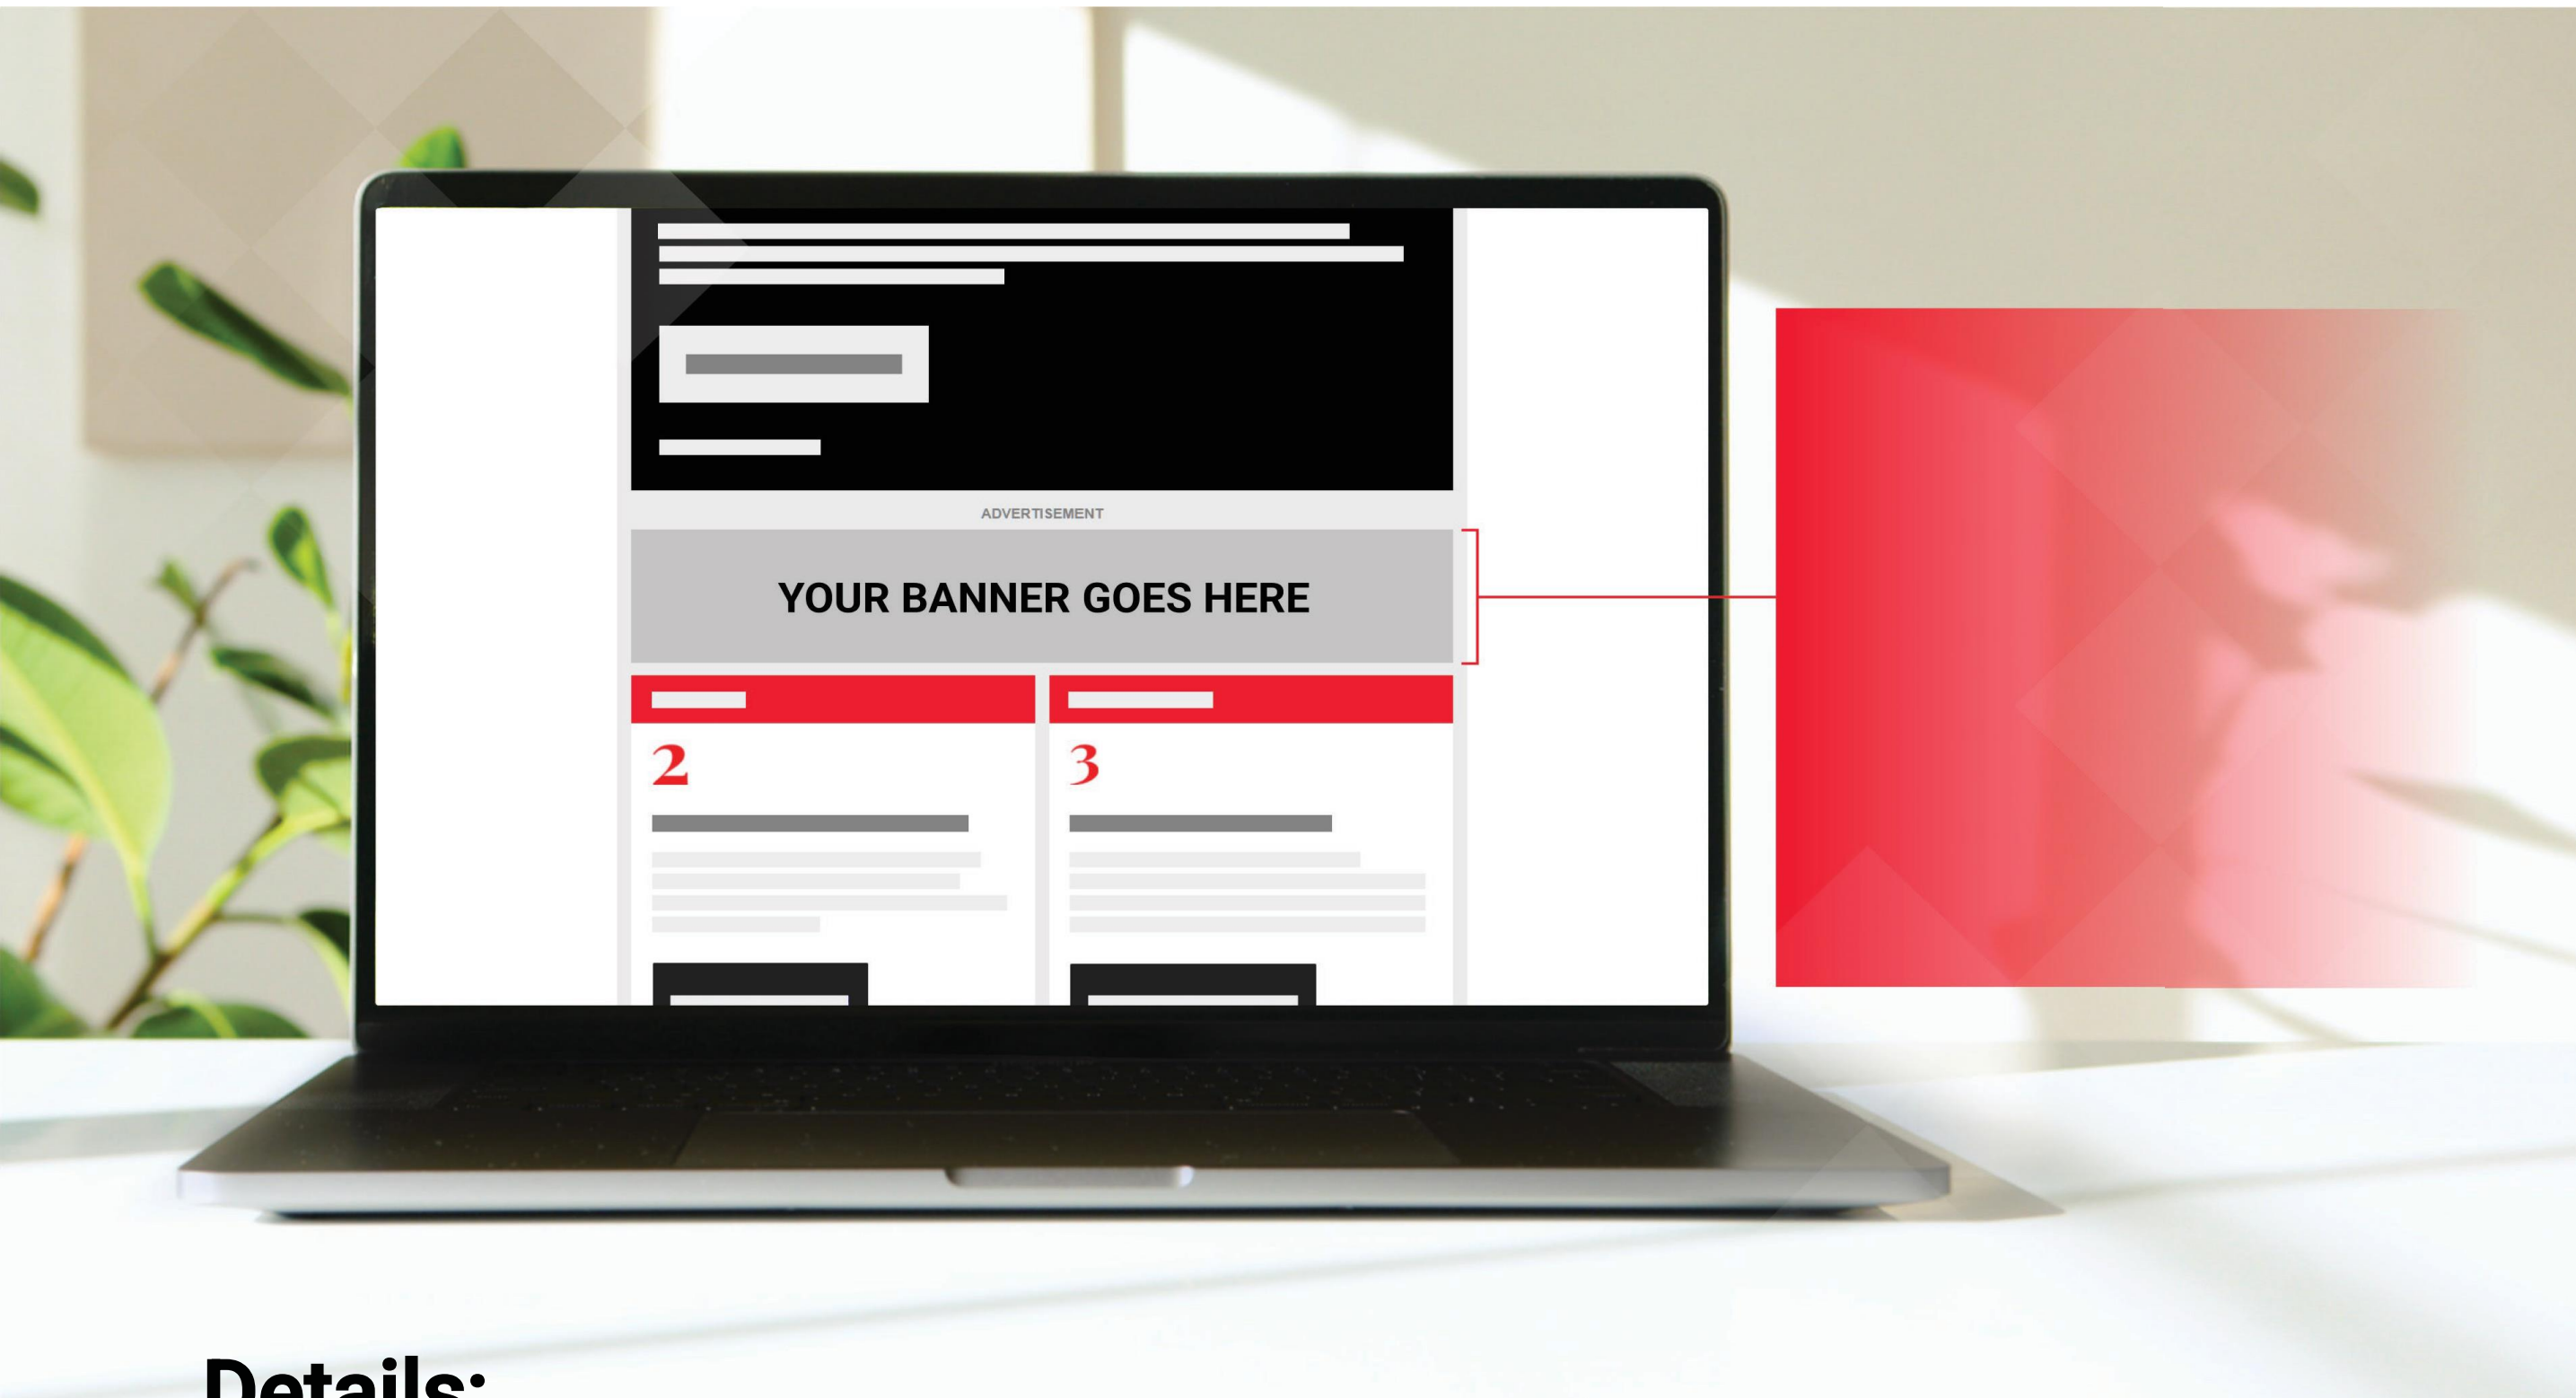 ADVERTISEMENT
YOUR BANNER GOES HERE
2
3
Details: